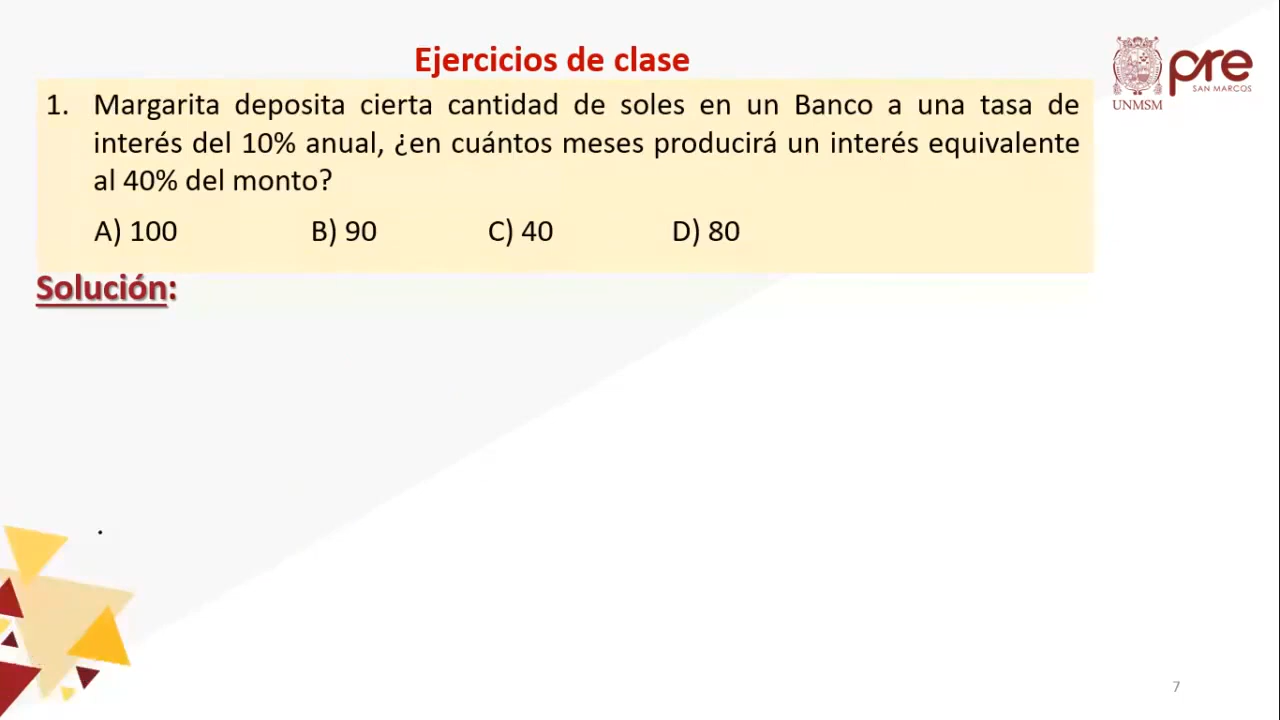 Ejercicios de clase
pre
SAN MARCOS
UNMSM
1. Margarita deposita cierta cantidad de soles en un Banco a una tasa de
interés del 10% anual, ¿en cuántos meses producirá un interés equivalente
al 40% del monto?
A) 100 B) 90 C) 40 D) 80
Solución:
.
7